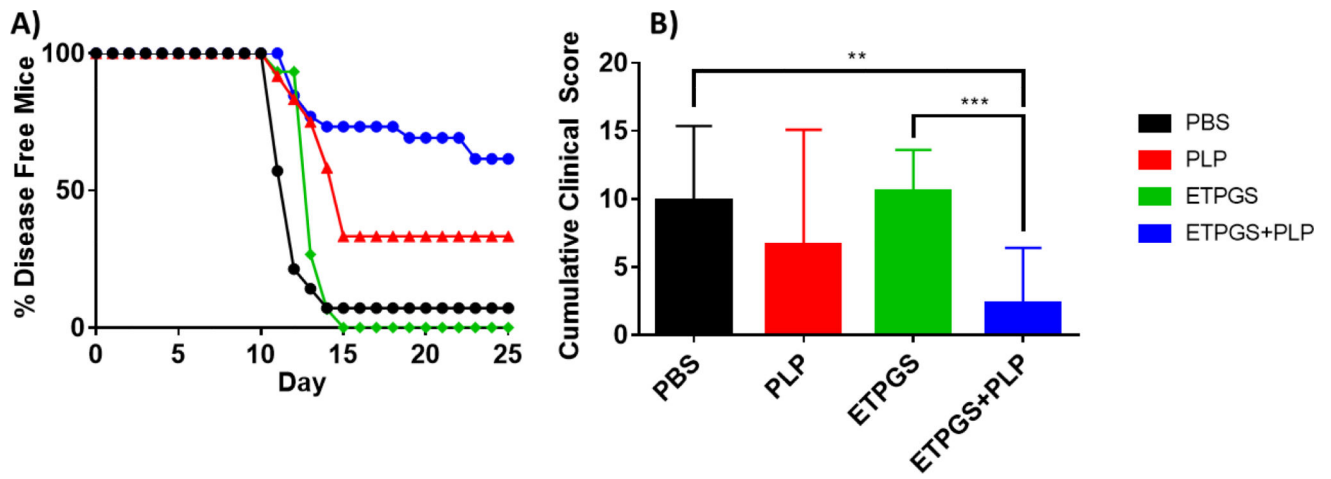 A)
% Disease Free Mice
100
50
0
0 5 10 15 20 25
Day
B)
Cumulative Clinical Score
20
15
10
5
0
**
***
PBS
PLP
ETPGS
ETPGS+PLP
PBS
PLP
ETPGS
ETPGS+PLP